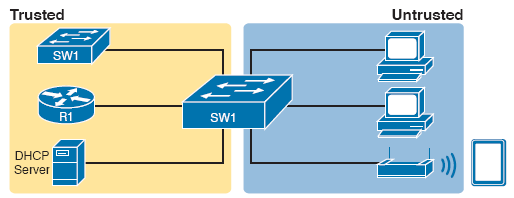 Trusted
Untrusted
SW1
R1
SW1
DHCP
Server